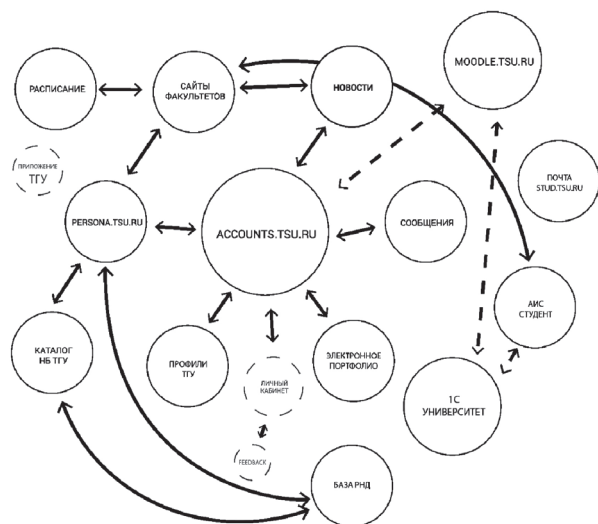 MOODLE.TSU.RU
РАСПИСАНИЕ
САЙТЫ
ФАКУЛЬТЕТОВ
НОВОСТИ
ПРИЛОЖЕНИЕ
ТГУ
ПОЧТА
STUD.TSU.RU
PERSONA.TSU.RU
ACCOUNTS.TSU.RU
СООБЩЕНИЯ
АИС
СТУДЕНТ
КАТАЛОГ
НБ ТГУ
ПРОФИЛИ
ТГУ
ЛИЧНЫЙ
КАБИНЕТ
ЭЛЕКТРОННОЕ
ПОРТФОЛИО
1С
УНИВЕРСИТЕТ
FEEDBACK
БАЗА РНД